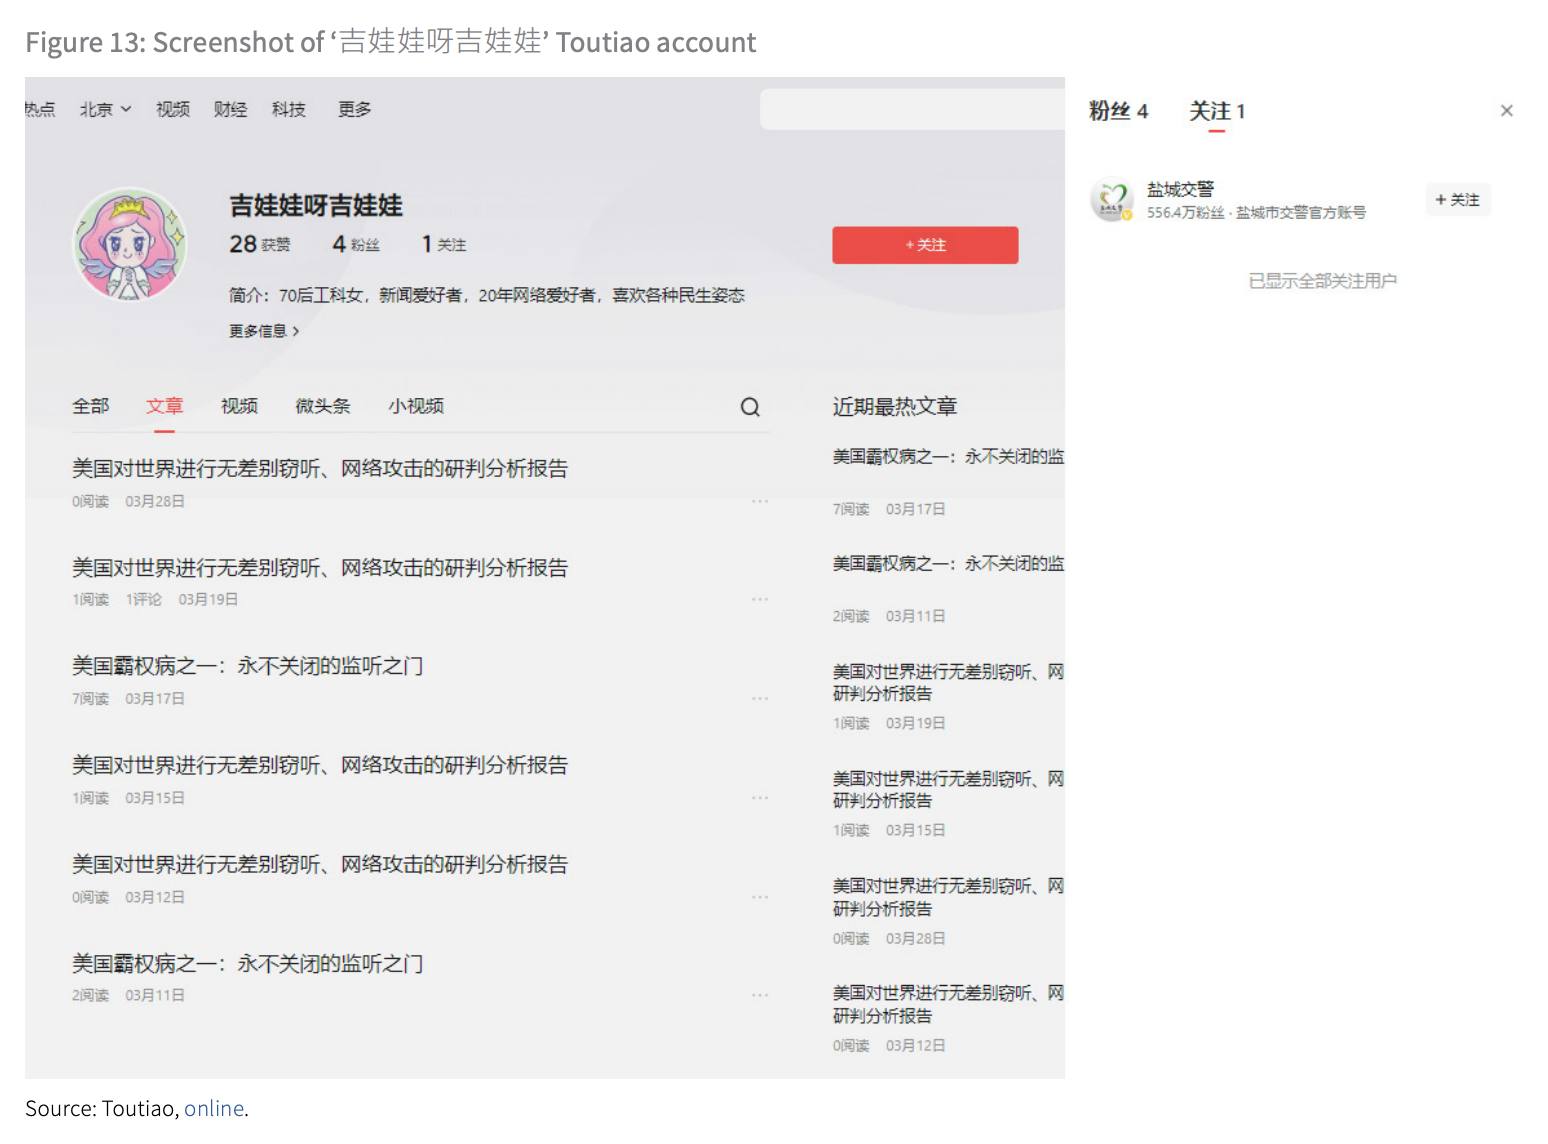 Figure 13: Screenshot of ‘吉娃娃呀吉娃娃’ Toutiao account
热点 北京 视频 财经 科技 更多
吉娃娃呀吉娃娃
28 获赞 4 粉丝 1 关注
+ 关注
简介：70后工科女，新闻爱好者，20年网络爱好者，喜欢各种民生姿态
更多信息
全部 文章 视频 微头条 小视频
美国对世界进行无差别窃听、网络攻击的研判分析报告
0阅读 03月28日
美国对世界进行无差别窃听、网络攻击的研判分析报告
1阅读 1评论 03月19日
美国霸权病之一：永不关闭的监听之门
7阅读 03月17日
美国对世界进行无差别窃听、网络攻击的研判分析报告
1阅读 03月15日
美国对世界进行无差别窃听、网络攻击的研判分析报告
0阅读 03月12日
美国霸权病之一：永不关闭的监听之门
2阅读 03月11日
近期最热文章
美国霸权病之一：永不关闭的监
7阅读 03月17日
美国霸权病之一：永不关闭的监
2阅读 03月11日
美国对世界进行无差别窃听、网
研判分析报告
1阅读 03月19日
美国对世界进行无差别窃听、网
研判分析报告
1阅读 03月15日
美国对世界进行无差别窃听、网
研判分析报告
0阅读 03月28日
美国对世界进行无差别窃听、网
研判分析报告
0阅读 03月12日
粉丝 4 关注 1
盐城交警
556.4万粉丝 · 盐城市交警官方账号
+ 关注
已显示全部关注用户
Source: Toutiao, online.